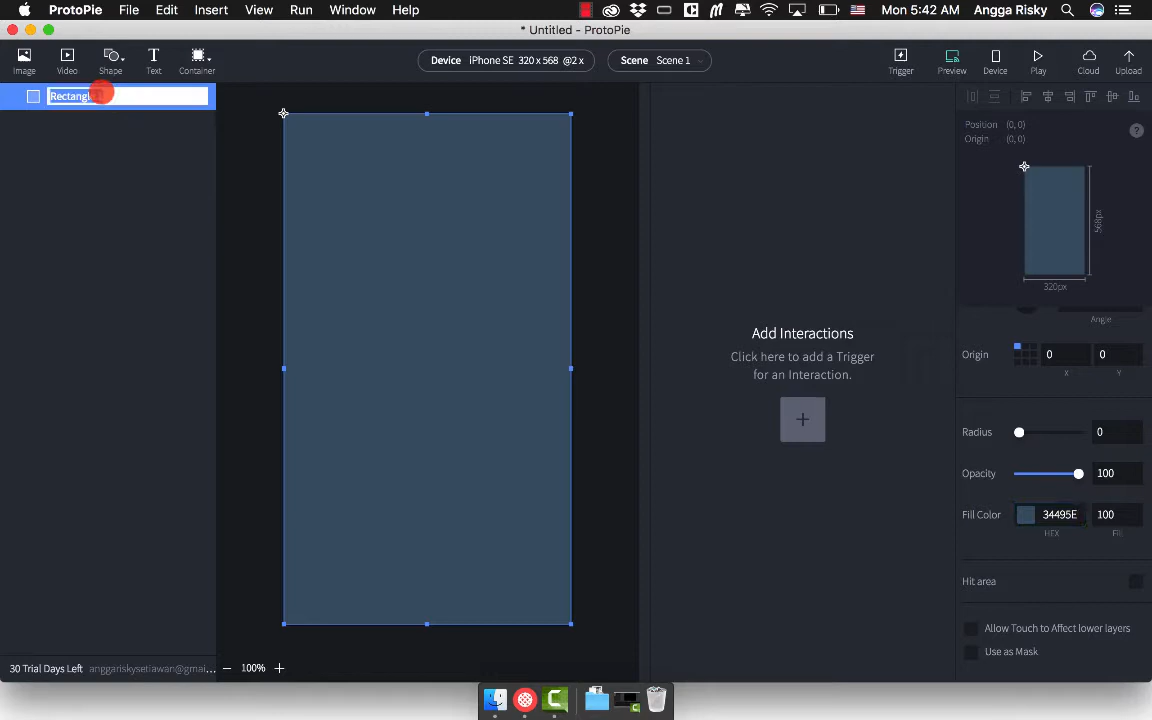 ProtoPie File Edit Insert View Run Window Help Mon 5:42 AM Angga Risky
* Untitled - ProtoPie
Image Video Shape Text Container
Device iPhone SE 320 x 568 @2 x
Scene Scene 1
Trigger Preview Device Play Cloud Upload
Position (0, 0)
Origin (0, 0)
?
568px
320px
Angle
Origin 0 0
X Y
Radius 0
Opacity 100
Fill Color 34495E 100
HEX Fill
Hit area
Allow Touch to Affect lower layers
Use as Mask
Add Interactions
Click here to add a Trigger
for an Interaction.
30 Trial Days Left anggariskysetiawan@gmai...
100%